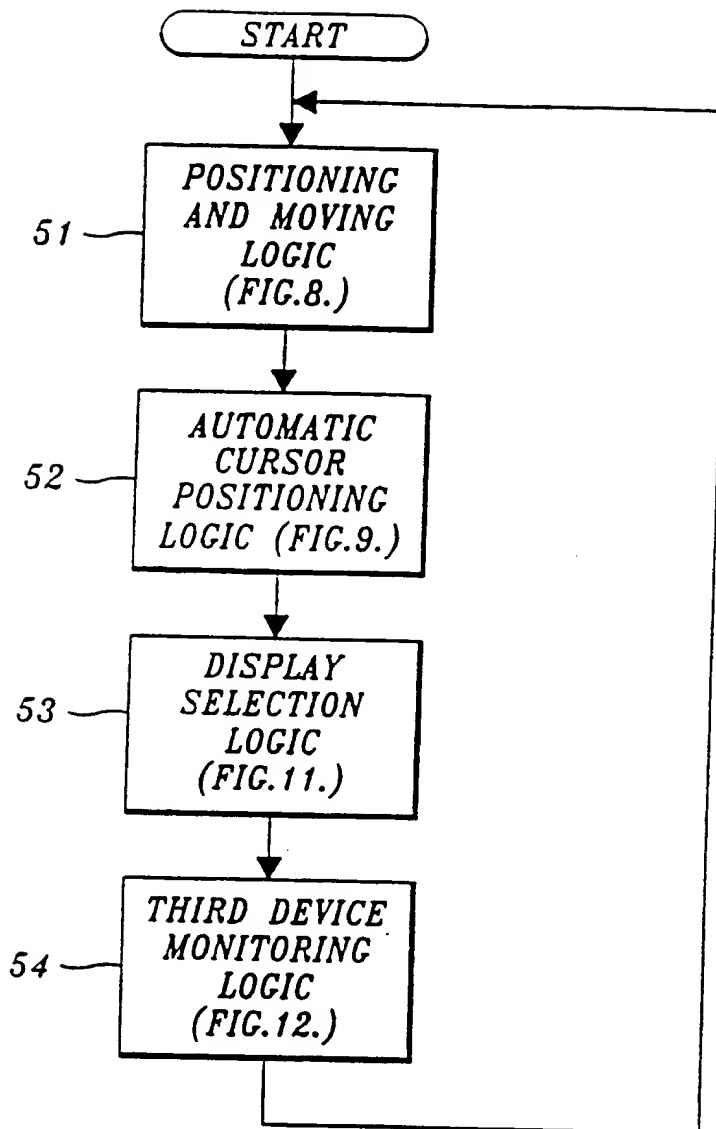 START
POSITIONING
AND MOVING
LOGIC
(FIG.8.)
51
AUTOMATIC
CURSOR
POSITIONING
LOGIC (FIG.9.)
52
DISPLAY
SELECTION
LOGIC
(FIG.11.)
53
THIRD DEVICE
MONITORING
LOGIC
(FIG.12.)
54